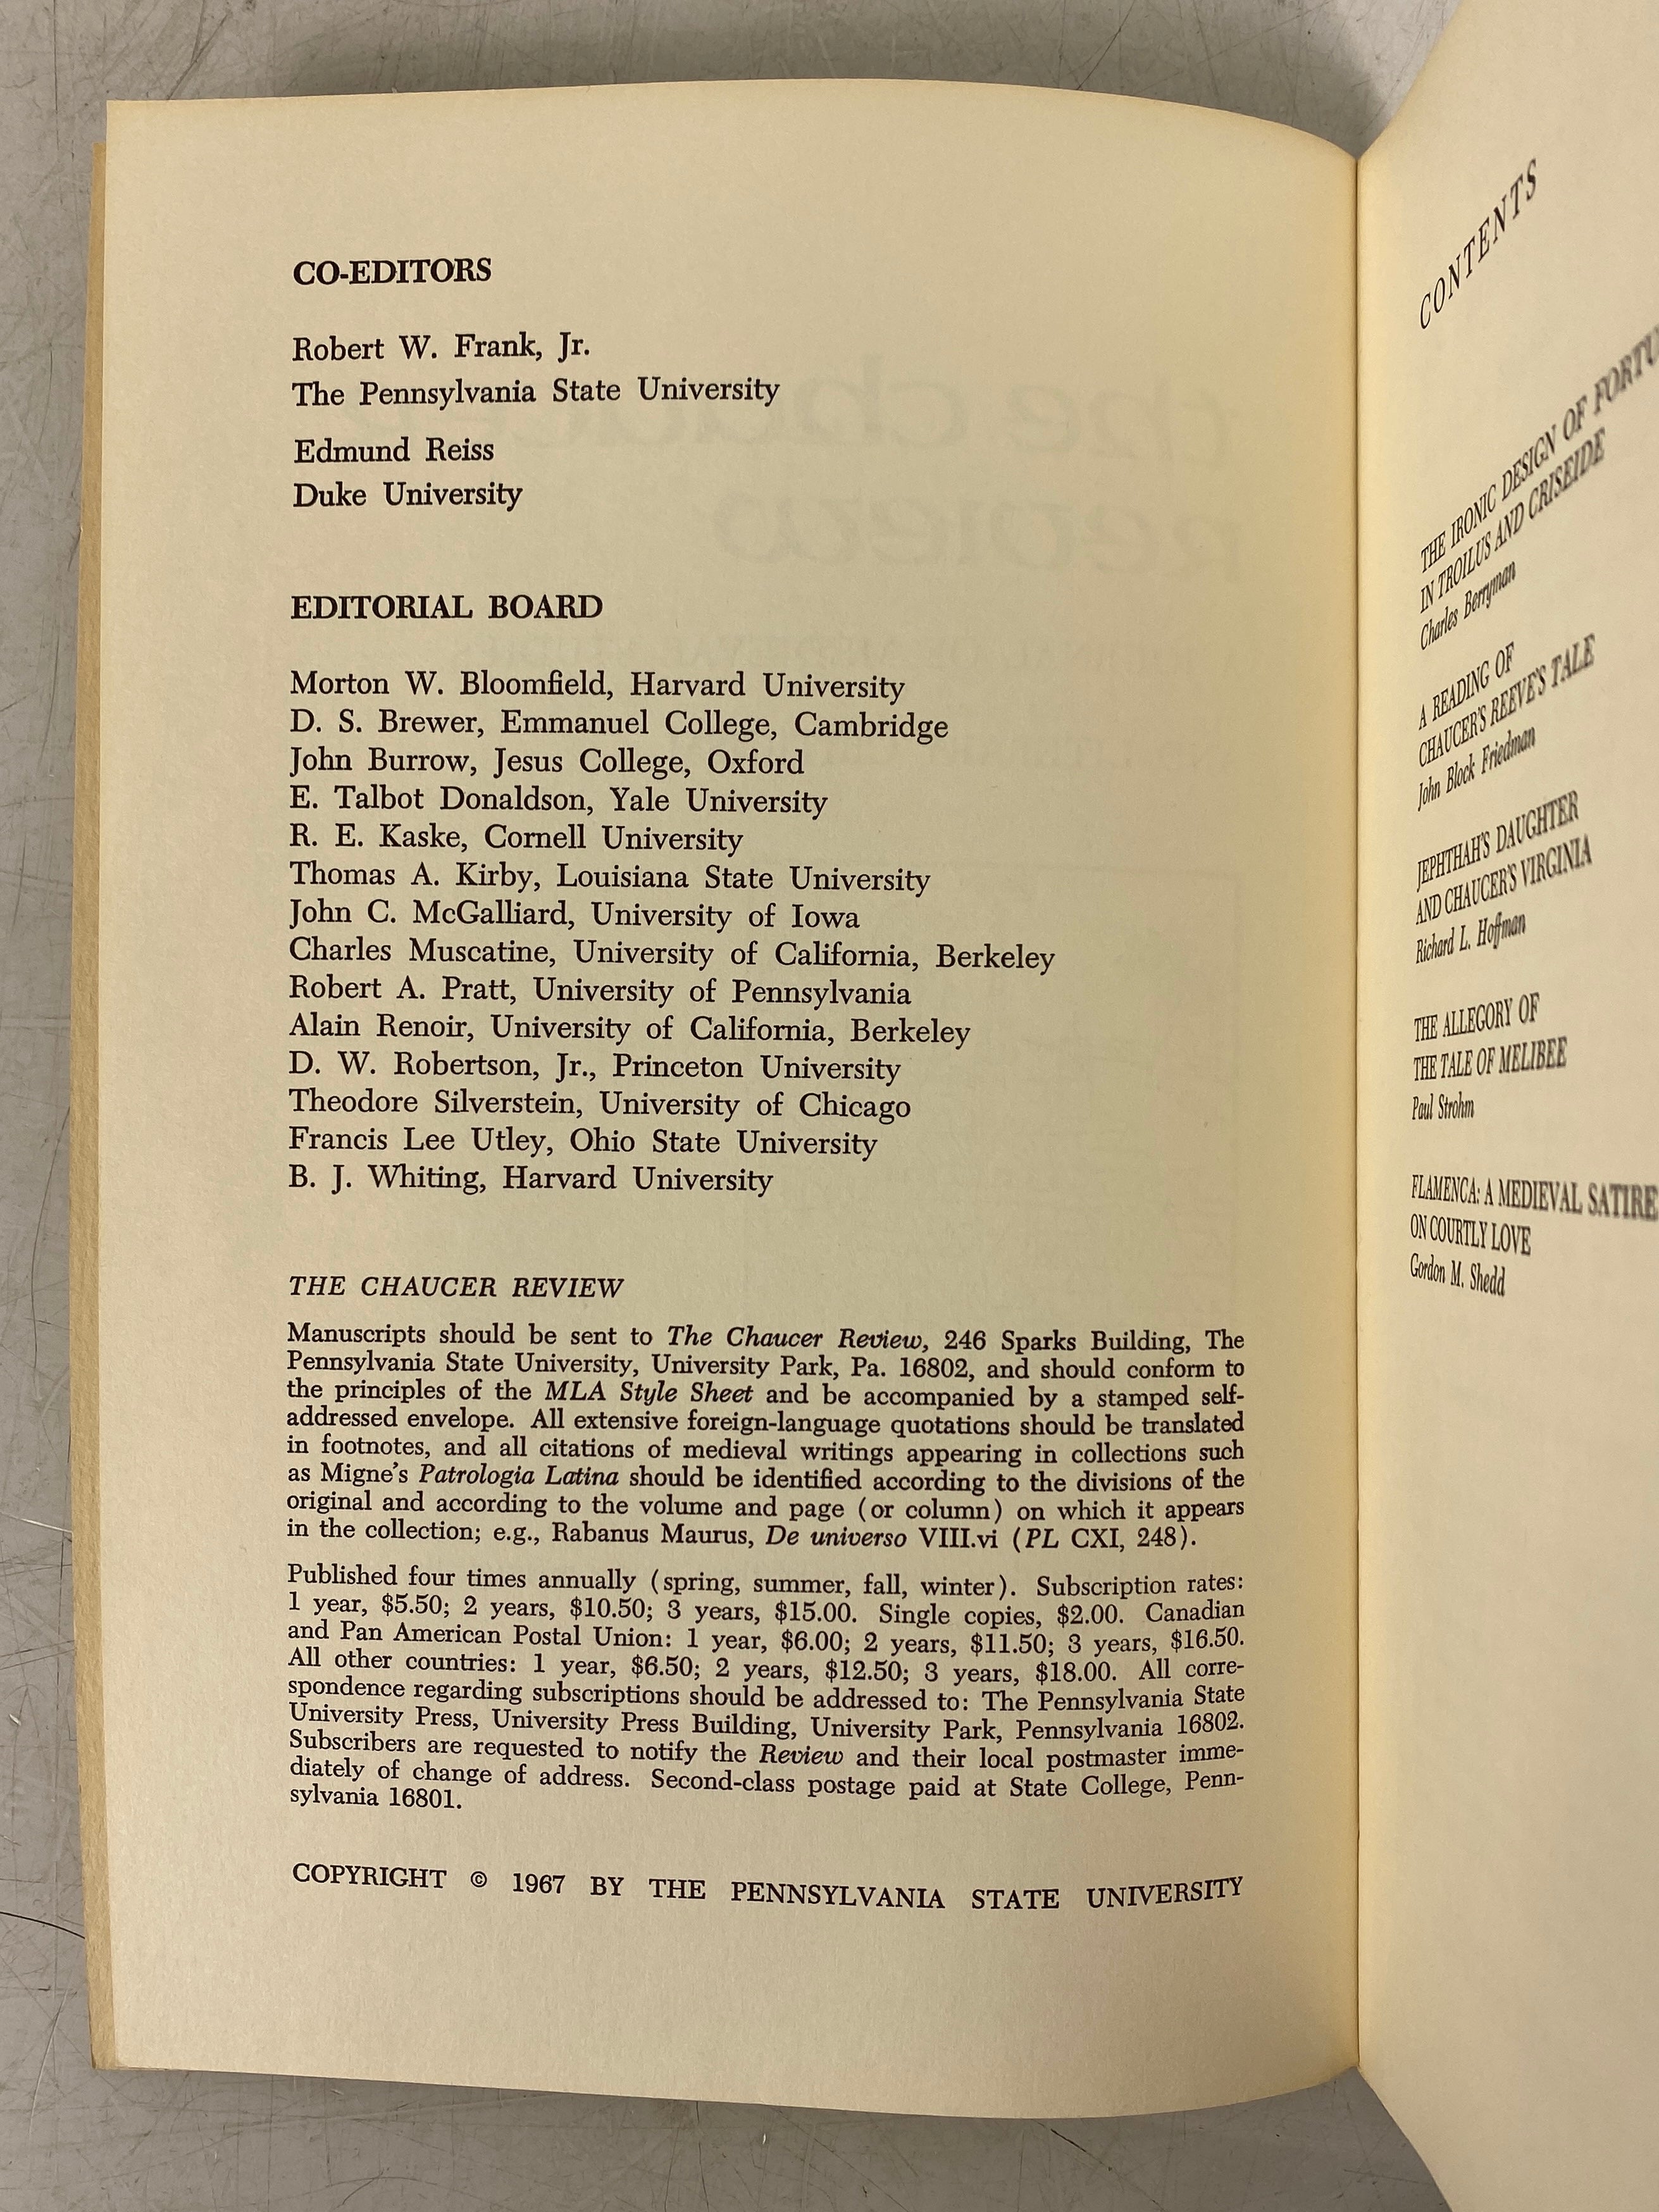 CO-EDITORS
Robert W. Frank, Jr.
The Pennsylvania State University
Edmund Reiss
Duke University
EDITORIAL BOARD
Morton W. Bloomfield, Harvard University
D. S. Brewer, Emmanuel College, Cambridge
John Burrow, Jesus College, Oxford
E. Talbot Donaldson, Yale University
R. E. Kaske, Cornell University
Thomas A. Kirby, Louisiana State University
John C. McGalliard, University of Iowa
Charles Muscatine, University of California, Berkeley
Robert A. Pratt, University of Pennsylvania
Alain Renoir, University of California, Berkeley
D. W. Robertson, Jr., Princeton University
Theodore Silverstein, University of Chicago
Francis Lee Utley, Ohio State University
B. J. Whiting, Harvard University
THE CHAUCER REVIEW
Manuscripts should be sent to The Chaucer Review, 246 Sparks Building, The
Pennsylvania State University, University Park, Pa. 16802, and should conform to
the principles of the MLA Style Sheet and be accompanied by a stamped self-
addressed envelope. All extensive foreign-language quotations should be translated
in footnotes, and all citations of medieval writings appearing in collections such
as Migne's Patrologia Latina should be identified according to the divisions of the
original and according to the volume and page (or column) on which it appears
in the collection; e.g., Rabanus Maurus, De universo VIII.vi (PL CXI, 248).
Published four times annually (spring, summer, fall, winter). Subscription rates:
1 year, $5.50; 2 years, $10.50; 3 years, $15.00. Single copies, $2.00. Canadian
and Pan American Postal Union: 1 year, $6.00; 2 years, $11.50; 3 years, $16.50.
All other countries: 1 year, $6.50; 2 years, $12.50; 3 years, $18.00. All corre-
spondence regarding subscriptions should be addressed to: The Pennsylvania State
University Press, University Press Building, University Park, Pennsylvania 16802.
Subscribers are requested to notify the Review and their local postmaster imme-
diately of change of address. Second-class postage paid at State College, Penn-
sylvania 16801.
COPYRIGHT © 1967 BY THE PENNSYLVANIA STATE UNIVERSITY
CONTENTS
THE IRONIC DESIGN OF
IN TROILUS AND CRISEIDE
Charles Berryman
A READING OF
CHAUCER'S REEVE'S TALE
John Block Friedman
JEPHTHAH'S DAUGHTER
AND CHAUCER'S VIRGINIA
Richard L. Hoffman
THE ALLEGORY OF
THE TALE OF MELIBEE
Paul Strohm
FLAMENCA: A MEDIEVAL SATIRE
ON COURTLY LOVE
Gordon M. Shedd